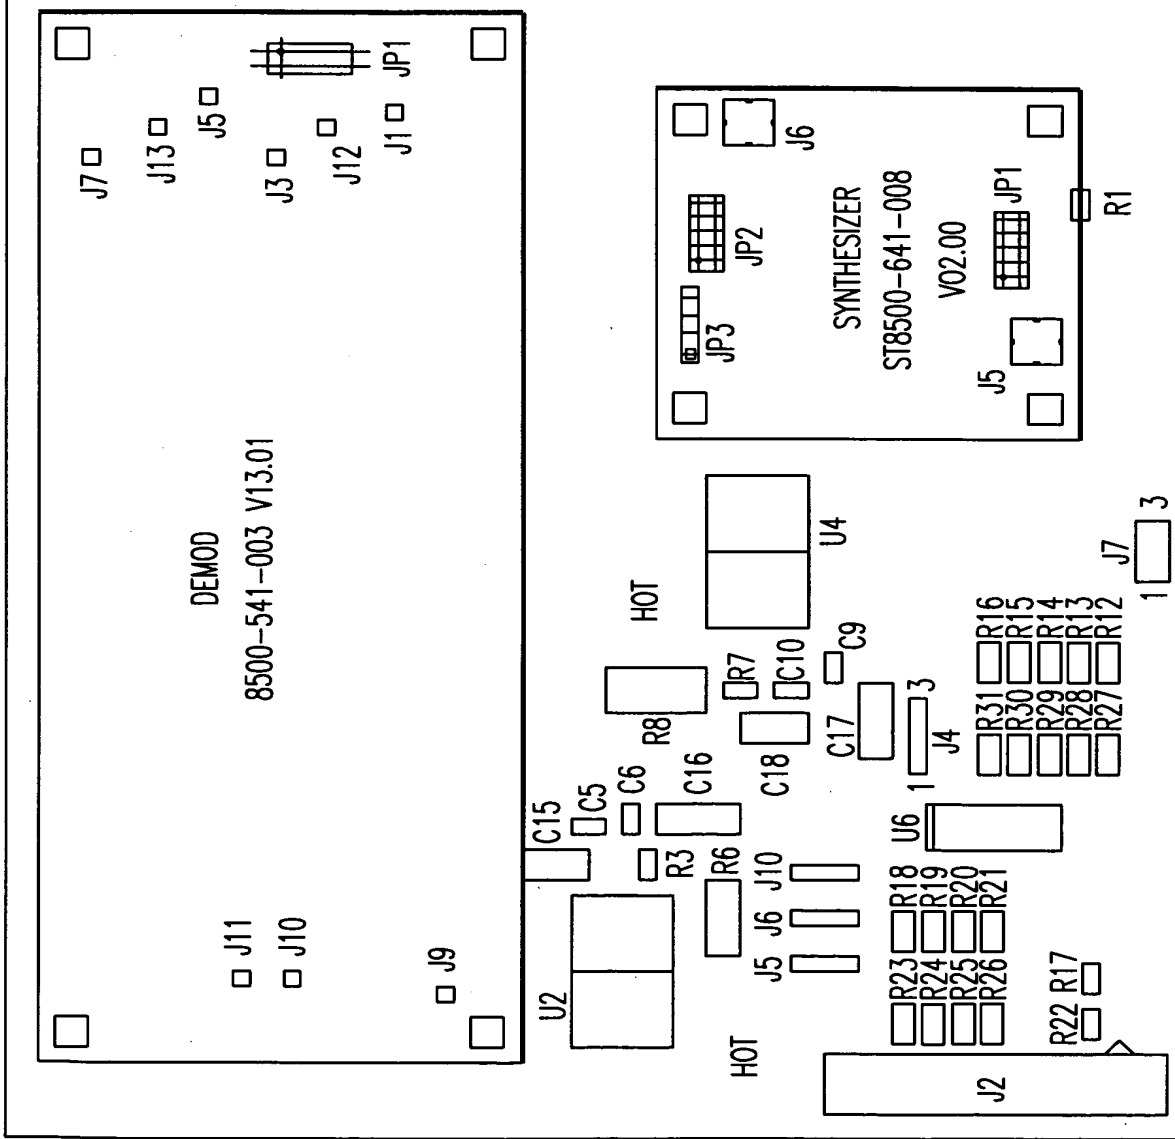 JP1
J5
J13
J7
J1
J12
J3
DEMOD
8500-541-003 V13.01
J11
J10
J9
J6
JP2
JP3
SYNTHESIZER
ST8500-641-008
V02.00
JP1
R1
J5
HOT
U4
R8
R7
C10
C9
C18
C17
1 J4 3
C15
C5
C6
C16
R3
R6
U2
HOT
J10
J6
J5
U6
R16
R15
R14
R13
R12
R31
R30
R29
R28
R27
1 J7 3
R18
R19
R20
R21
R23
R24
R25
R26
R17
R22
J2